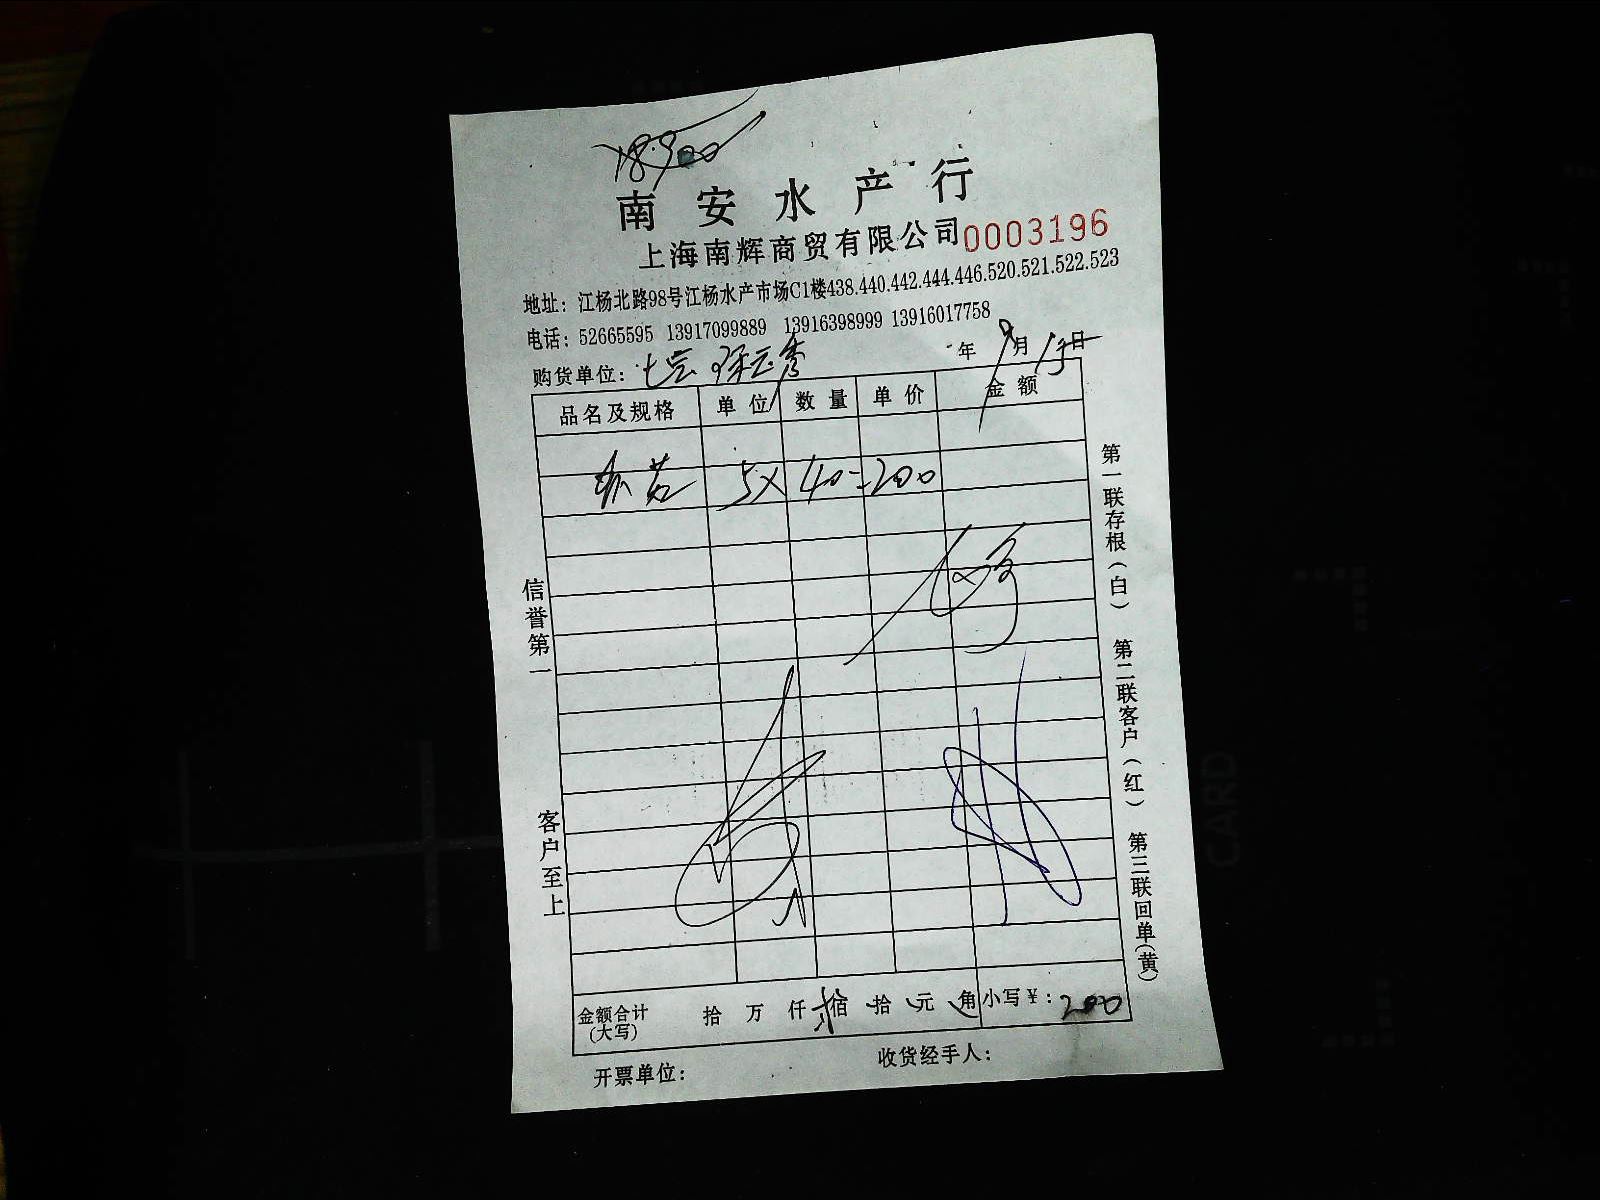 18.900
南安水产行
上海南辉商贸有限公司 0003196
地址：江杨北路98号江杨水产市场C1楼438.440.442.444.446.520.521.522.523
电话：52665595 13917099889 13916398999 13916017758
购货单位： 年 9月 13日
品名及规格 单位 数量 单价 金额
5X 40=200
信誉第一
客户至上
第一联存根（白） 第二联客户（红） 第三联回单（黄）
金额合计（大写） 拾 万 仟 贰佰 拾 元 角 小写￥：200
开票单位： 收货经手人：